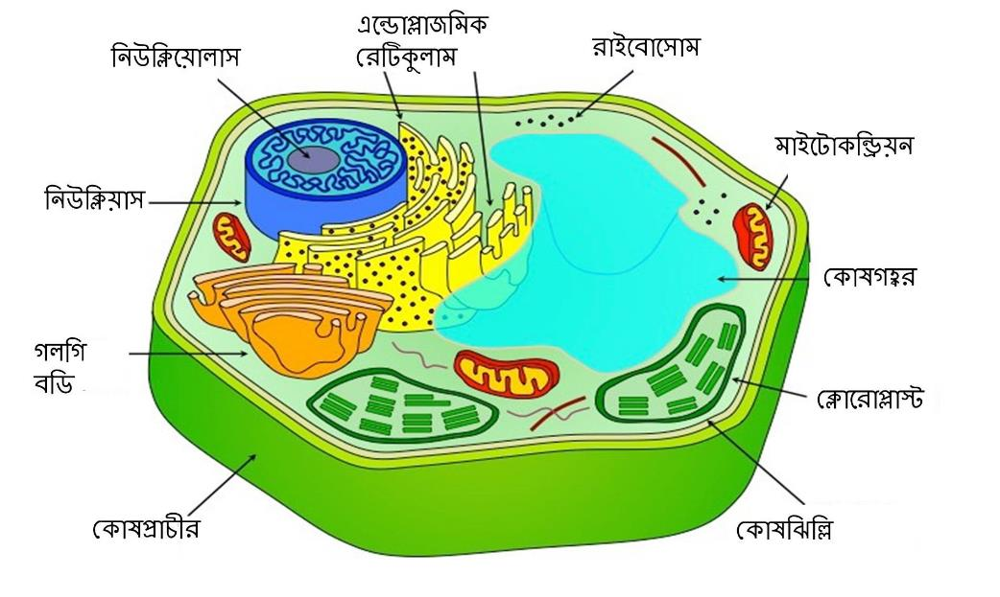 এন্ডোপ্লাজমিক
রেটিকুলাম
নিউক্লিয়োলাস
রাইবোসোম
মাইটোকন্ড্রিয়ন
নিউক্লিয়াস
কোষগহ্বর
গলগি
বডি
ক্লোরোপ্লাস্ট
কোষপ্রাচীর
কোষঝিল্লি